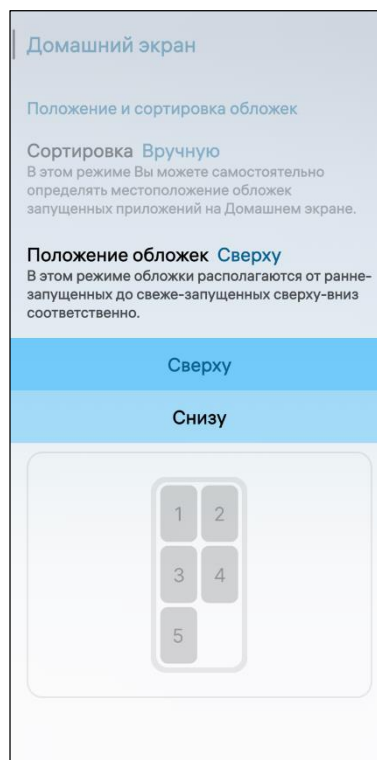 Домашний экран
Положение и сортировка обложек
Сортировка Вручную
В этом режиме Вы можете самостоятельно
определять местоположение обложек
запущенных приложений на Домашнем экране.
Положение обложек Сверху
В этом режиме обложки располагаются от ранне-
запущенных до свеже-запущенных сверху-вниз
соответственно.
Сверху
Снизу
1 2
3 4
5